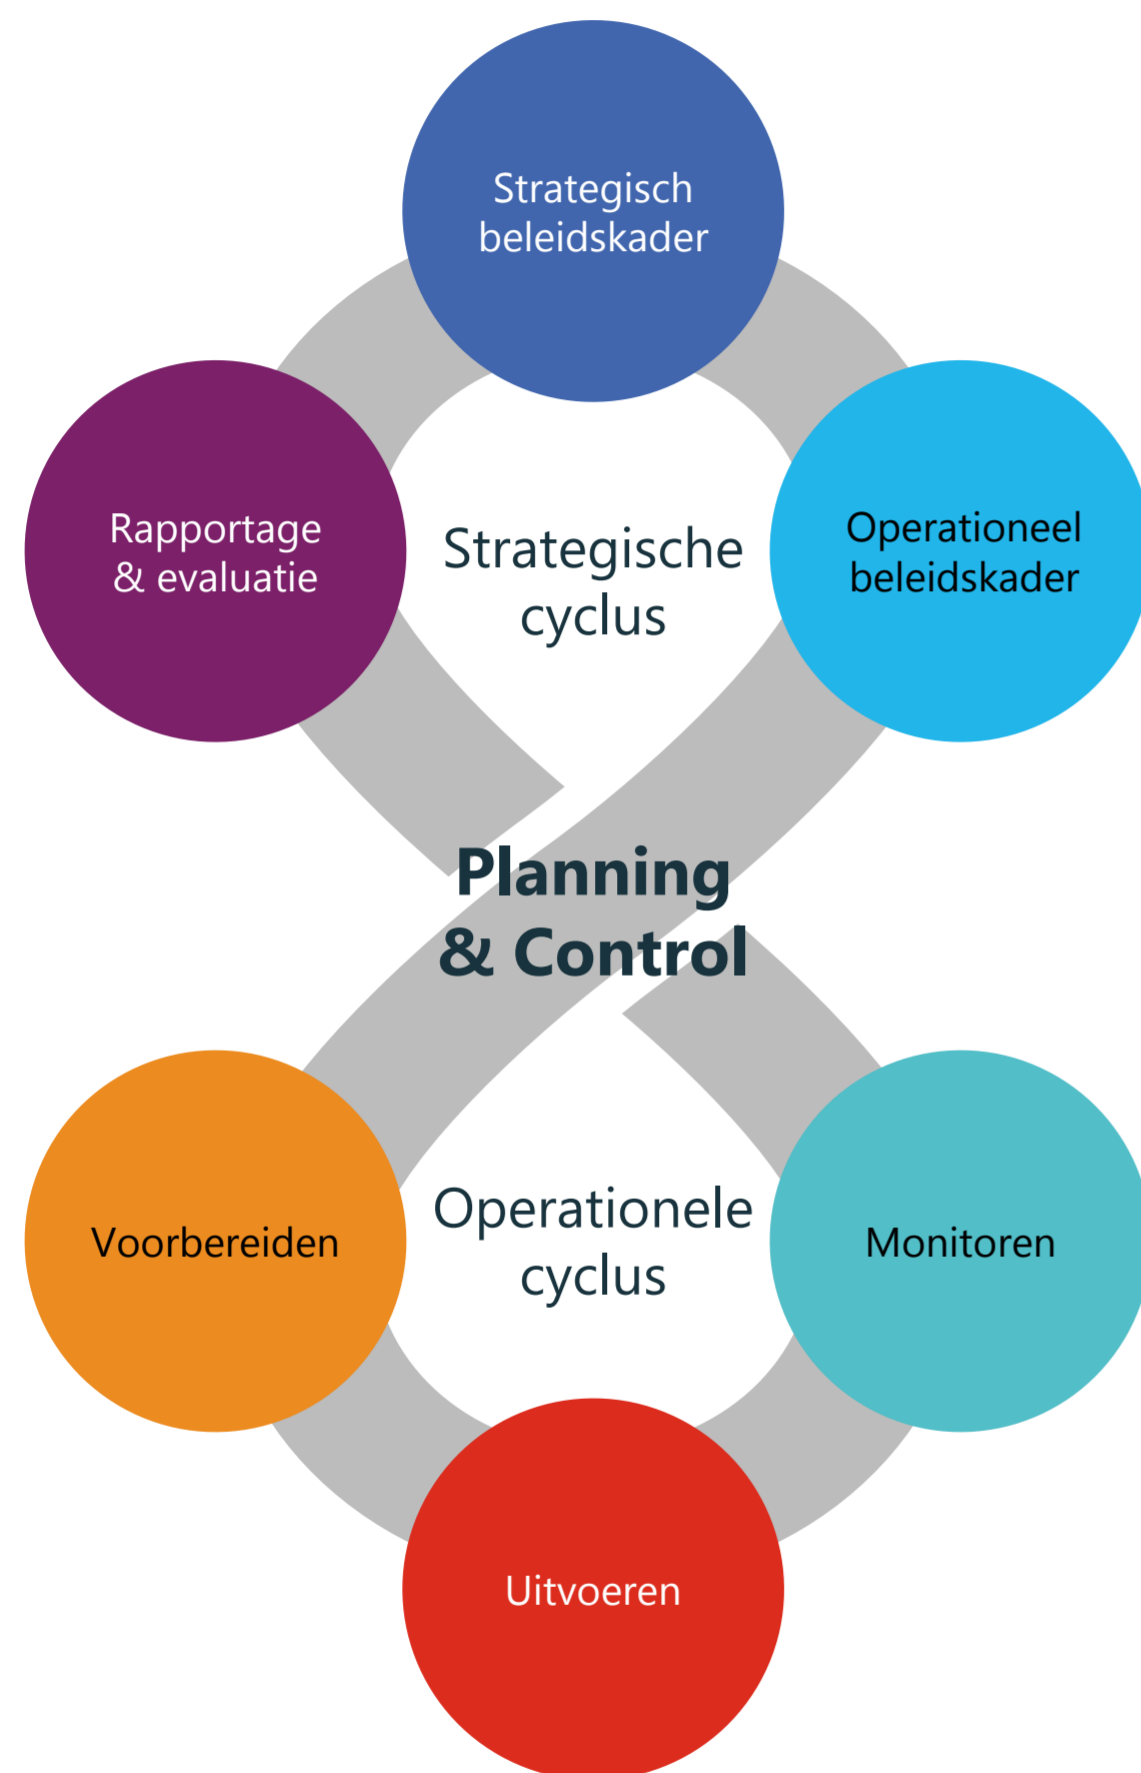 Strategisch
beleidskader
Rapportage
& evaluatie
Strategische
cyclus
Operationeel
beleidskader
Planning
& Control
Voorbereiden
Operationele
cyclus
Monitoren
Uitvoeren